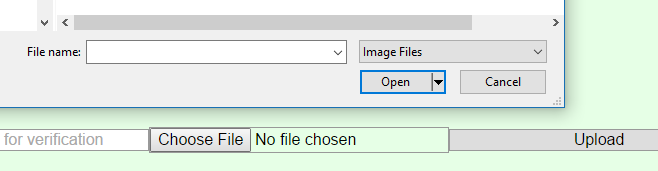 File name: Image Files
Open Cancel
for verification Choose File No file chosen Upload